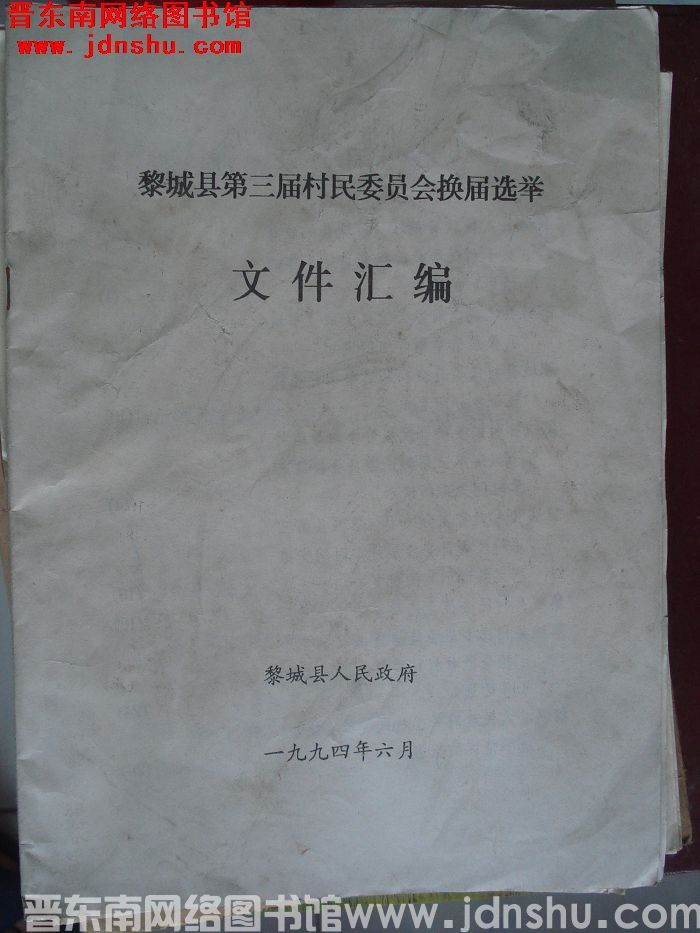 晋东南网络图书馆
www.jdnshu.com
黎城县第三届村民委员会换届选举
文件汇编
黎城县人民政府
一九九四年六月
晋东南网络图书馆www.jdnshu.com